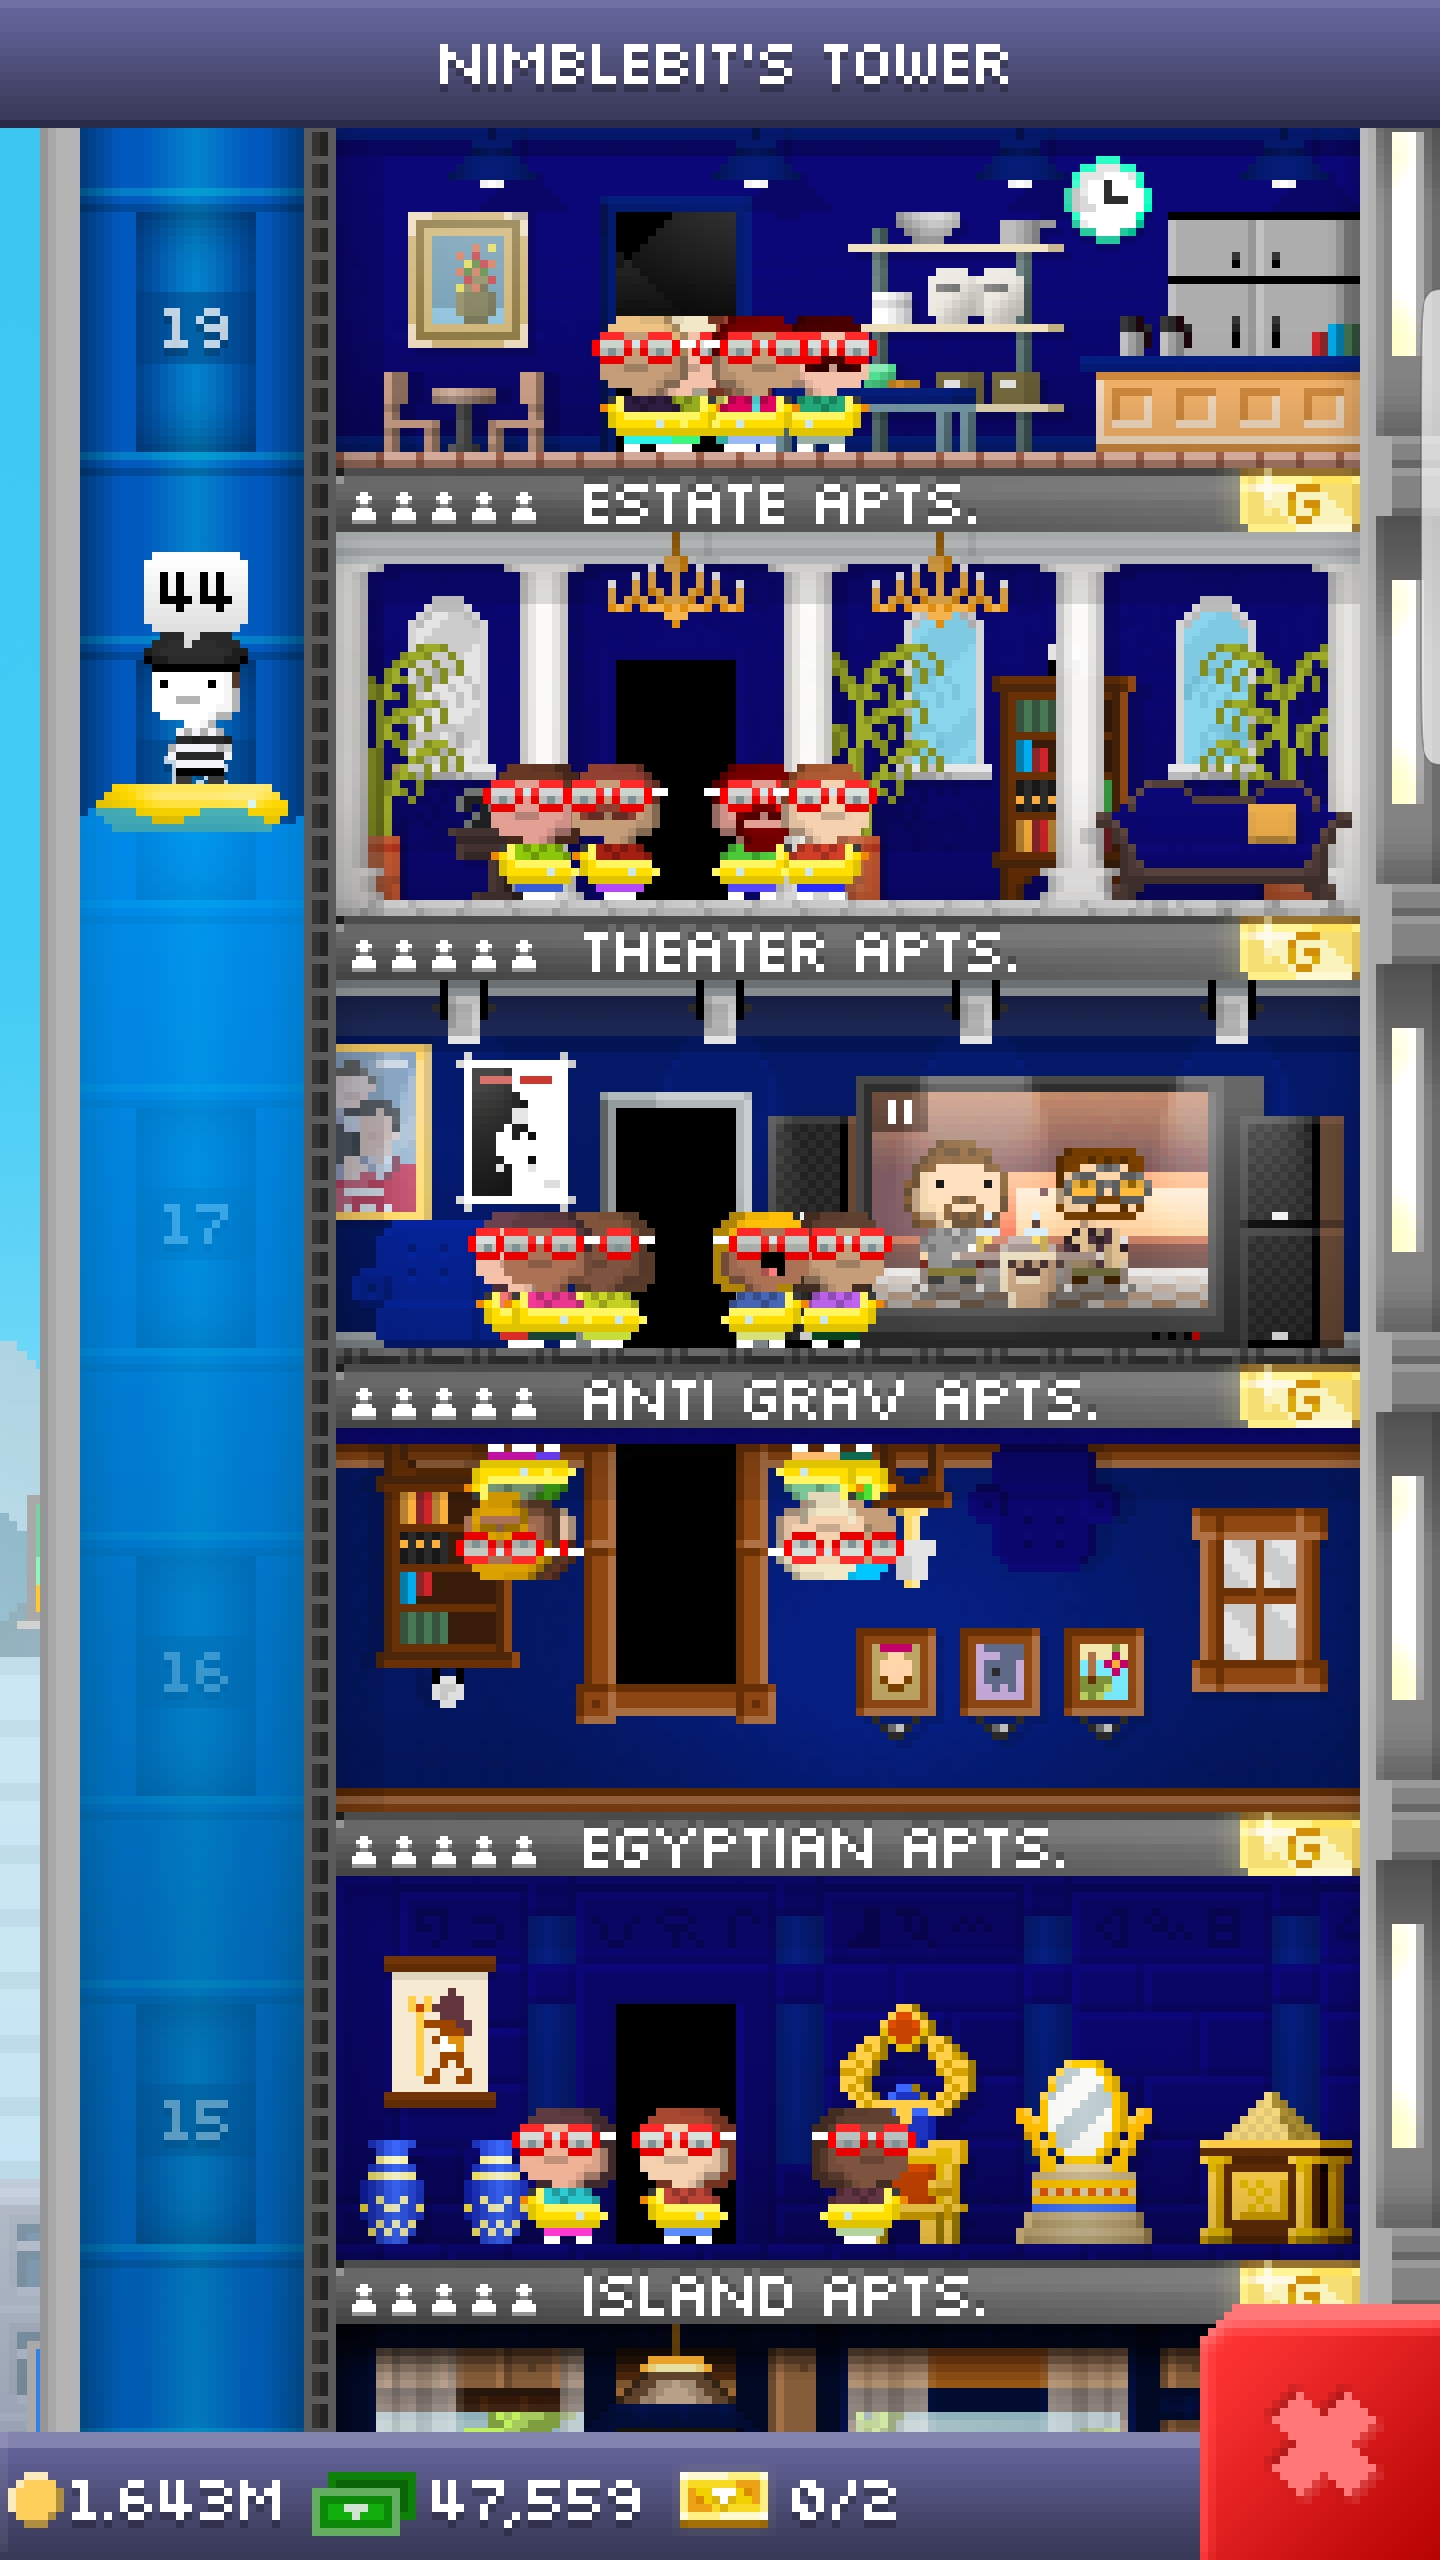 NIMBLEBIT'S TOWER
19
ESTATE APTS. G
44
THEATER APTS. G
17
ANTI GRAV APTS. G
16
EGYPTIAN APTS. G
15
ISLAND APTS. G
1.643M 47,559 0/2